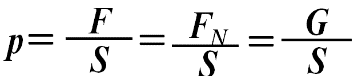 p = F/S = F_N/S = G/S